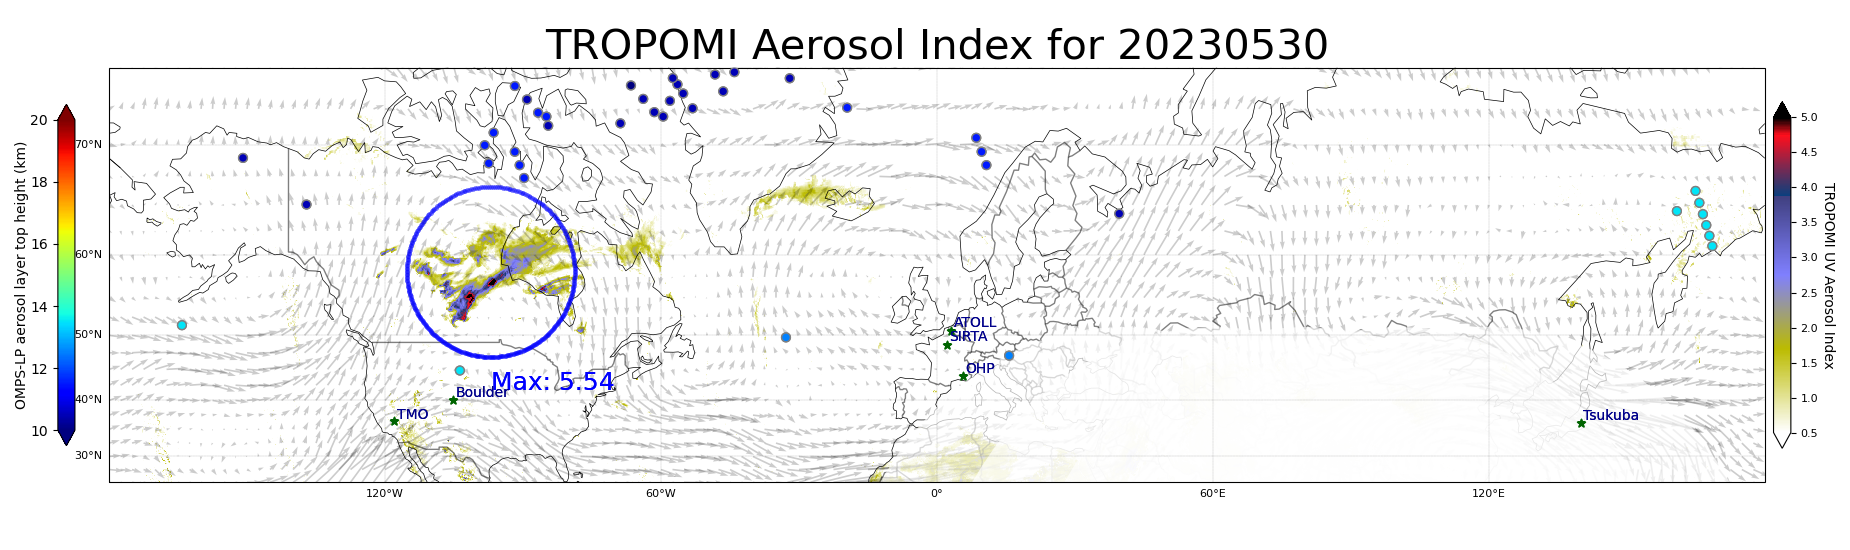 TROPOMI Aerosol Index for 20230530
OMPS-LP aerosol layer top height (km)
20
18
16
14
12
10
70°N
60°N
50°N
40°N
30°N
120°W
60°W
0°
60°E
120°E
ATOLL
SIRTA
OHP
Max: 5.54
Boulder
TMO
Tsukuba
5.0
4.5
4.0
3.5
3.0
2.5
2.0
1.5
1.0
0.5
TROPOMI UV Aerosol Index